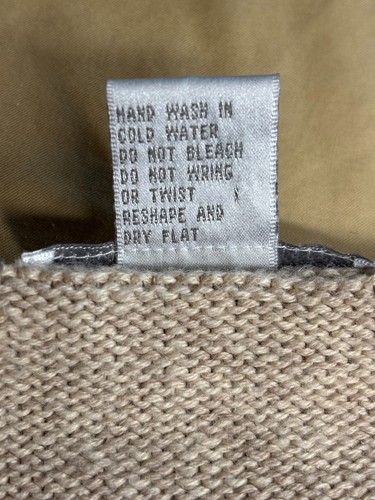 HAND WASH IN
COLD WATER
DO NOT BLEACH
DO NOT WRING
OR TWIST
RESHAPE AND
DRY FLAT